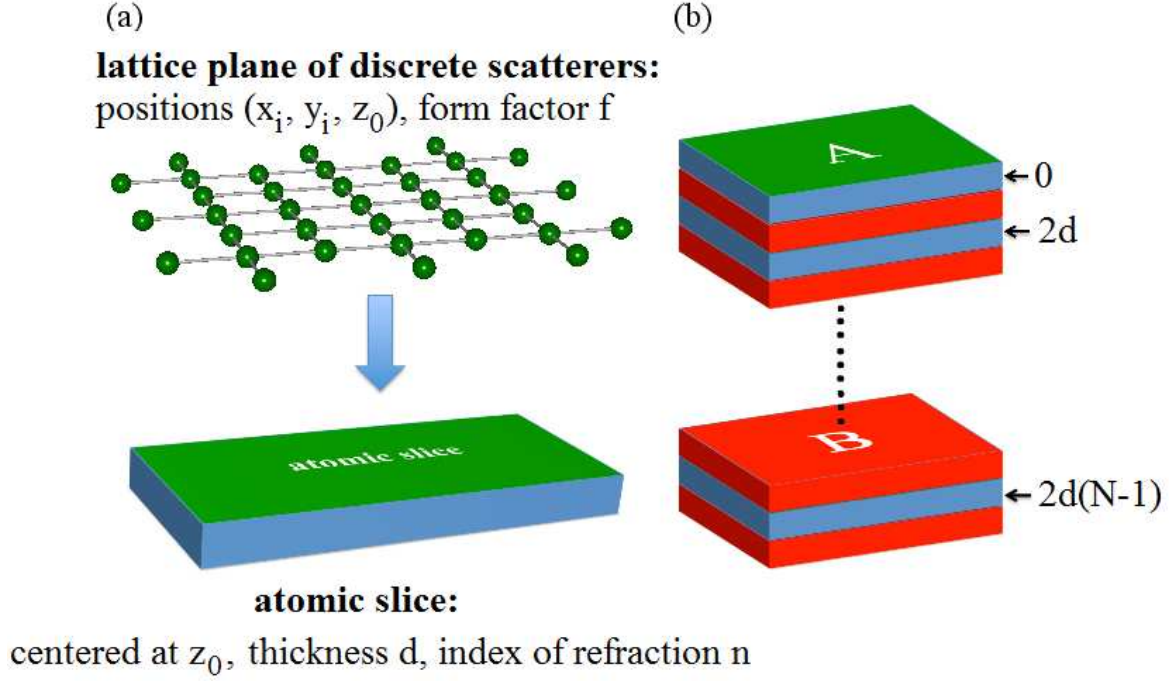 (a)
(b)
lattice plane of discrete scatterers:
positions (xi, yi, z0), form factor f
A
0
2d
atomic slice
B
2d(N-1)
atomic slice:
centered at z0, thickness d, index of refraction n